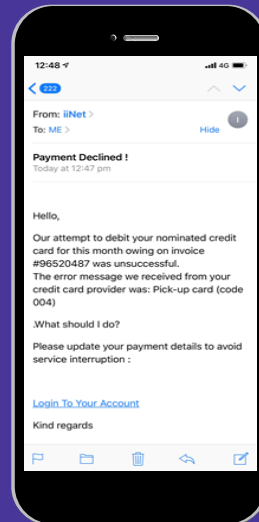 12:48
4G
222
From: iiNet >
To: ME >
Hide
I
Payment Declined !
Today at 12:47 pm
Hello,
Our attempt to debit your nominated credit
card for this month owing on invoice
#96520487 was unsuccessful.
The error message we received from your
credit card provider was: Pick-up card (code
004)
.What should I do?
Please update your payment details to avoid
service interruption :
Login To Your Account
Kind regards